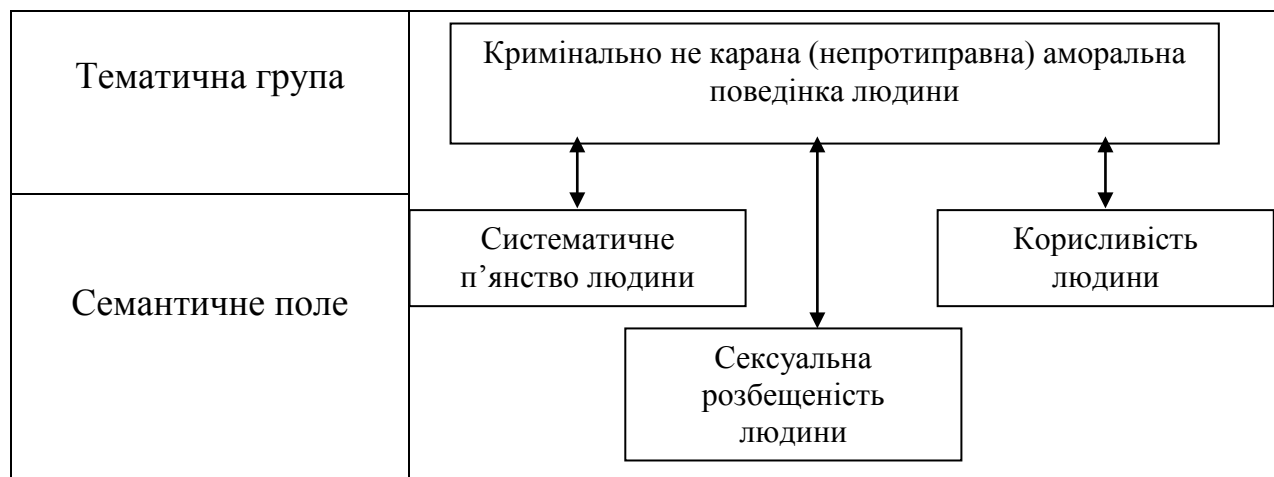 Тематична група
Кримінально не карана (непротиправна) аморальна
поведінка людини
Семантичне поле
Систематичне
п’янство людини
Корисливість
людини
Сексуальна
розбещеність
людини